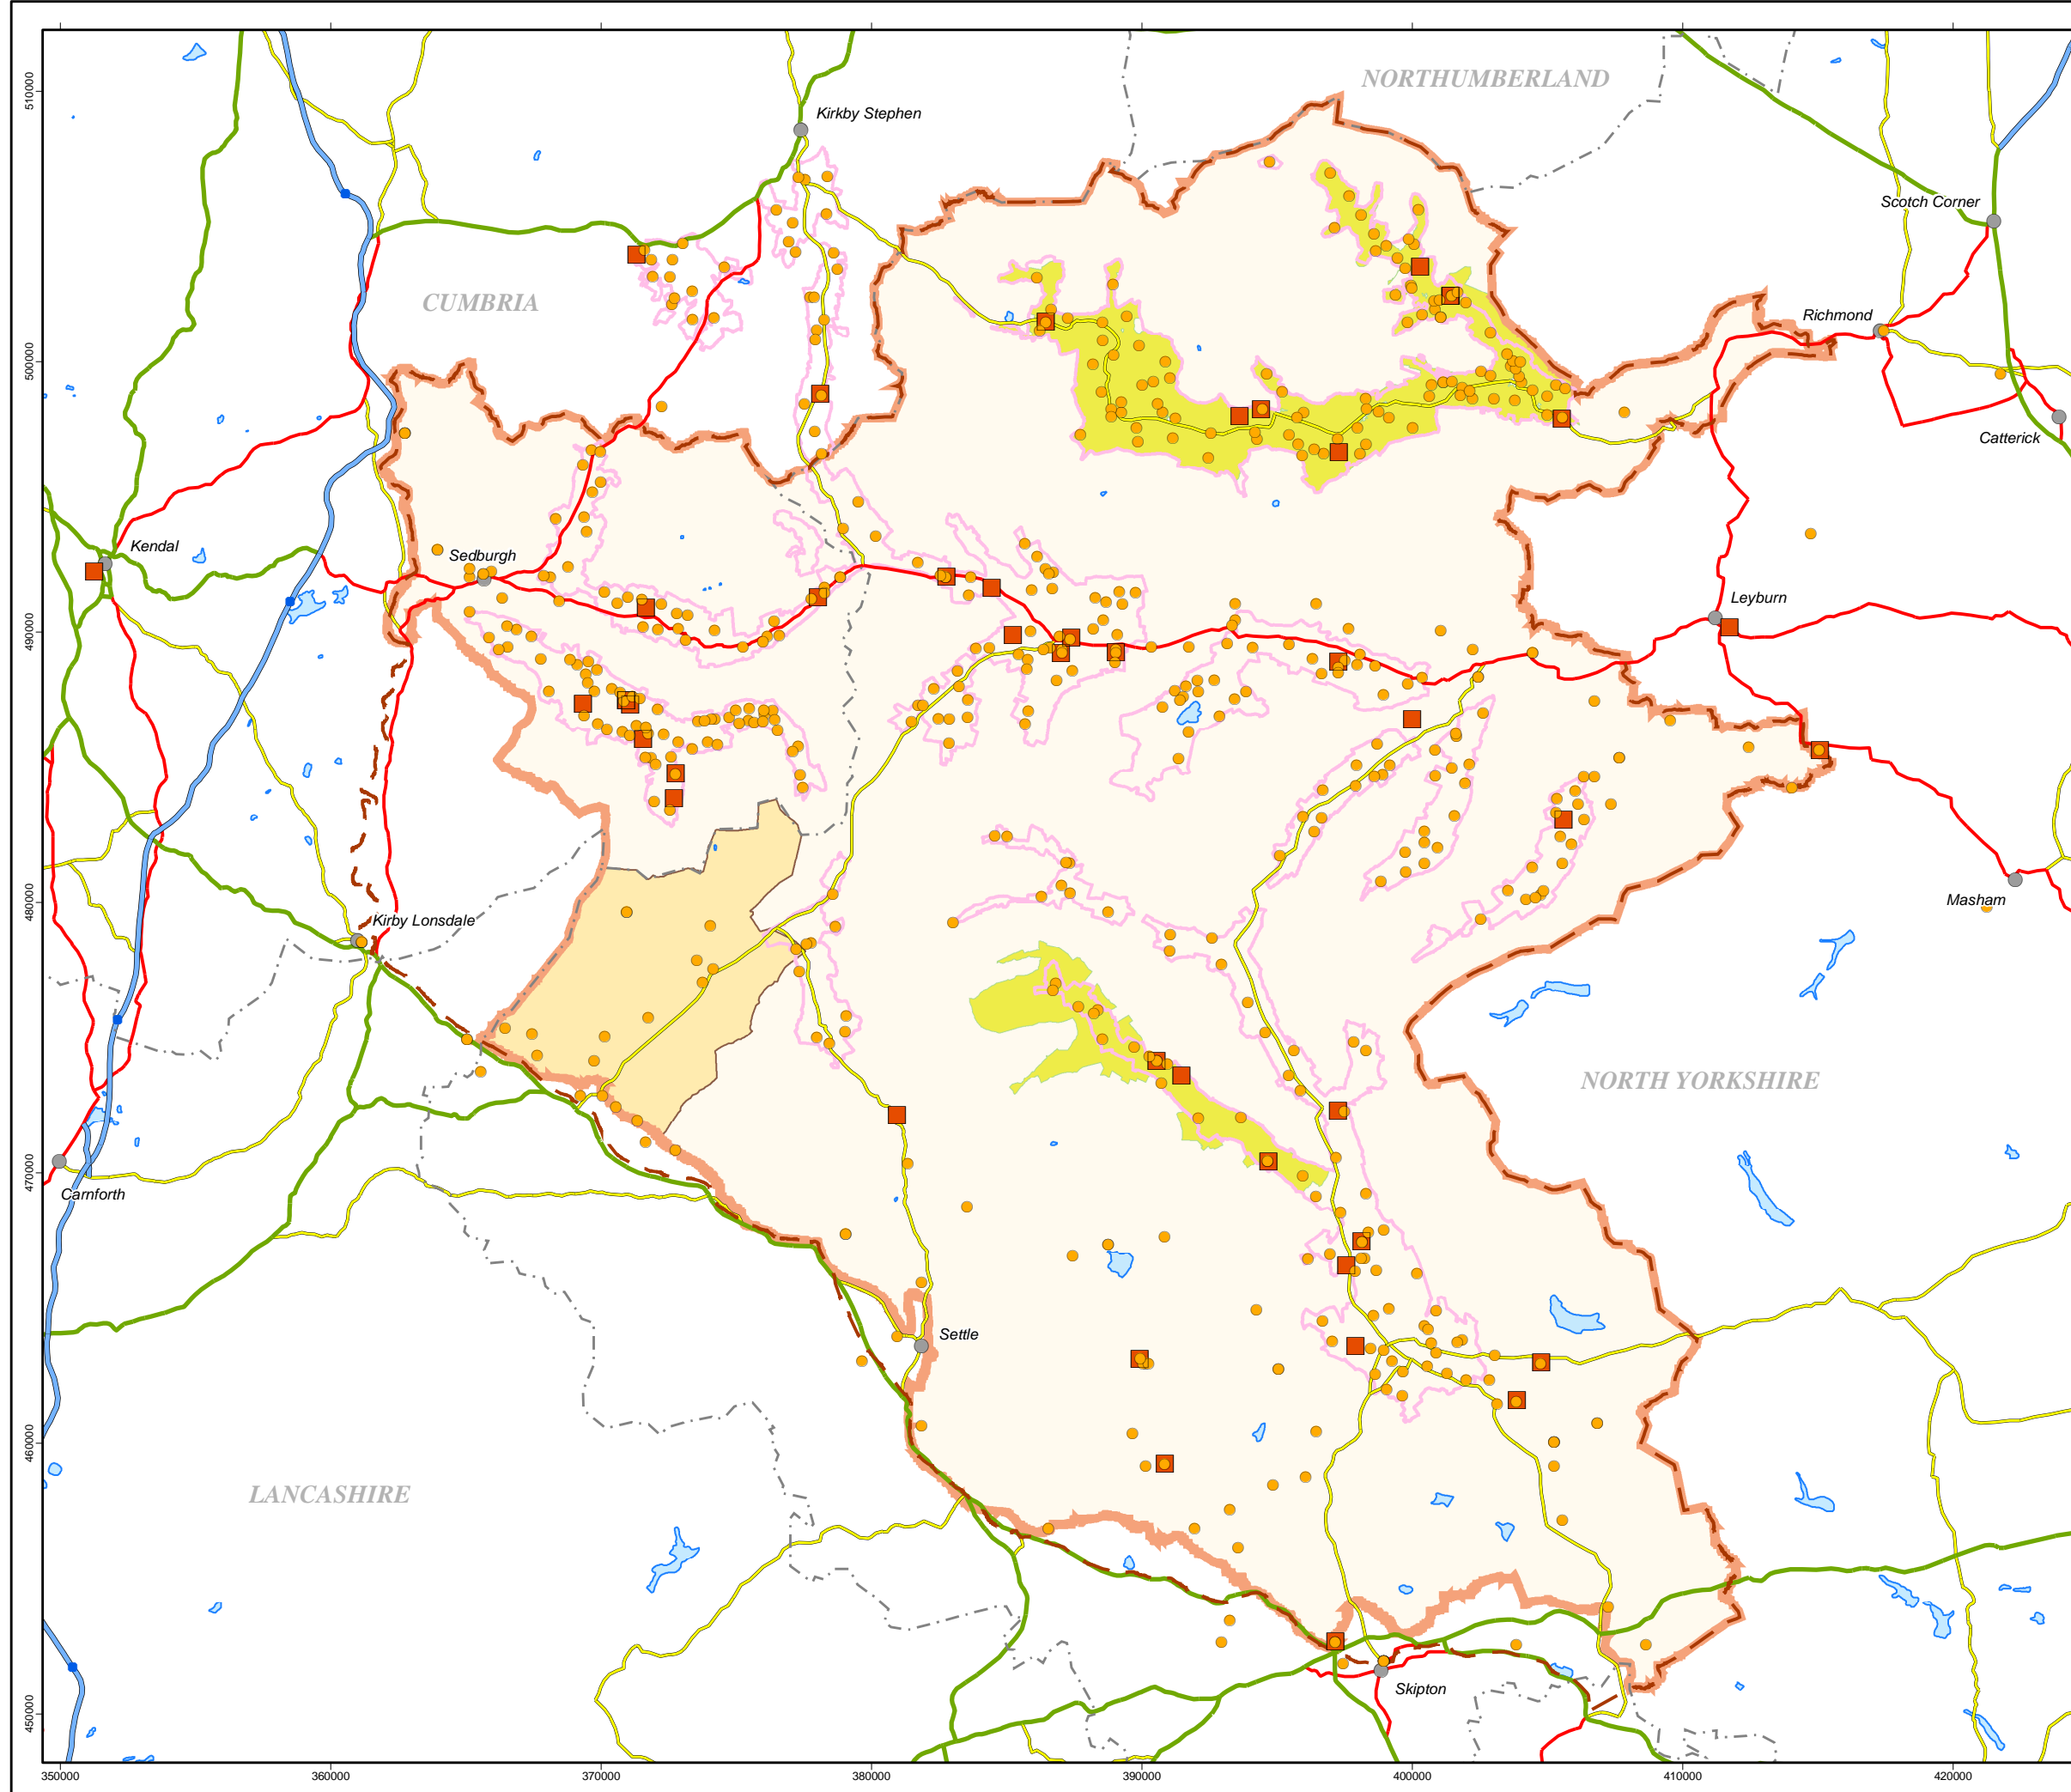 510000
NORTHUMBERLAND
Kirkby Stephen
Scotch Corner
CUMBRIA
Richmond
500000
Catterick
Kendal
Sedburgh
Leyburn
490000
Masham
480000
Kirby Lonsdale
NORTH YORKSHIRE
470000
Carnforth
Settle
460000
LANCASHIRE
Skipton
450000
350000 360000 370000 380000 390000 400000 410000 420000